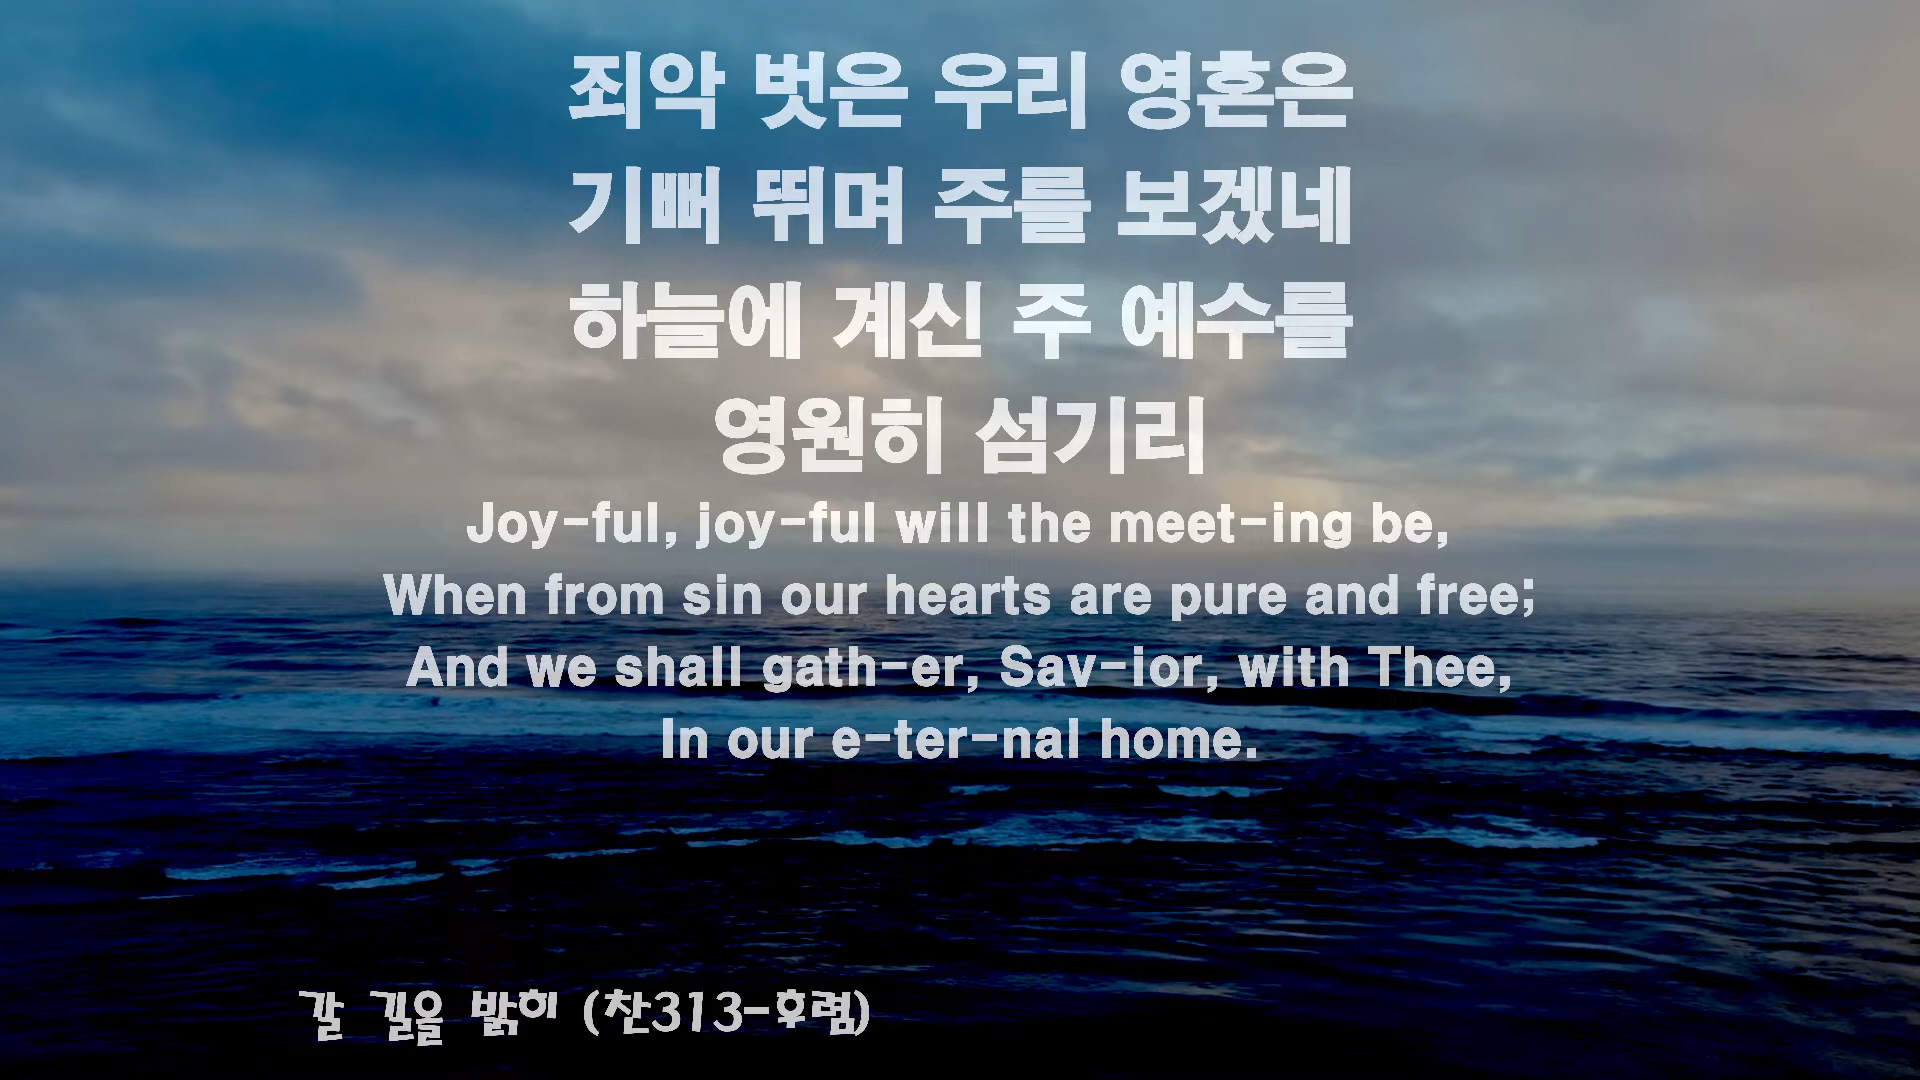 죄악 벗은 우리 영혼은
기뻐 뛰며 주를 보겠네
하늘에 계신 주 예수를
영원히 섬기리
Joy-ful, joy-ful will the meet-ing be,
When from sin our hearts are pure and free;
And we shall gath-er, Sav-ior, with Thee,
In our e-ter-nal home.
갈 길을 밝히 (찬313-후렴)